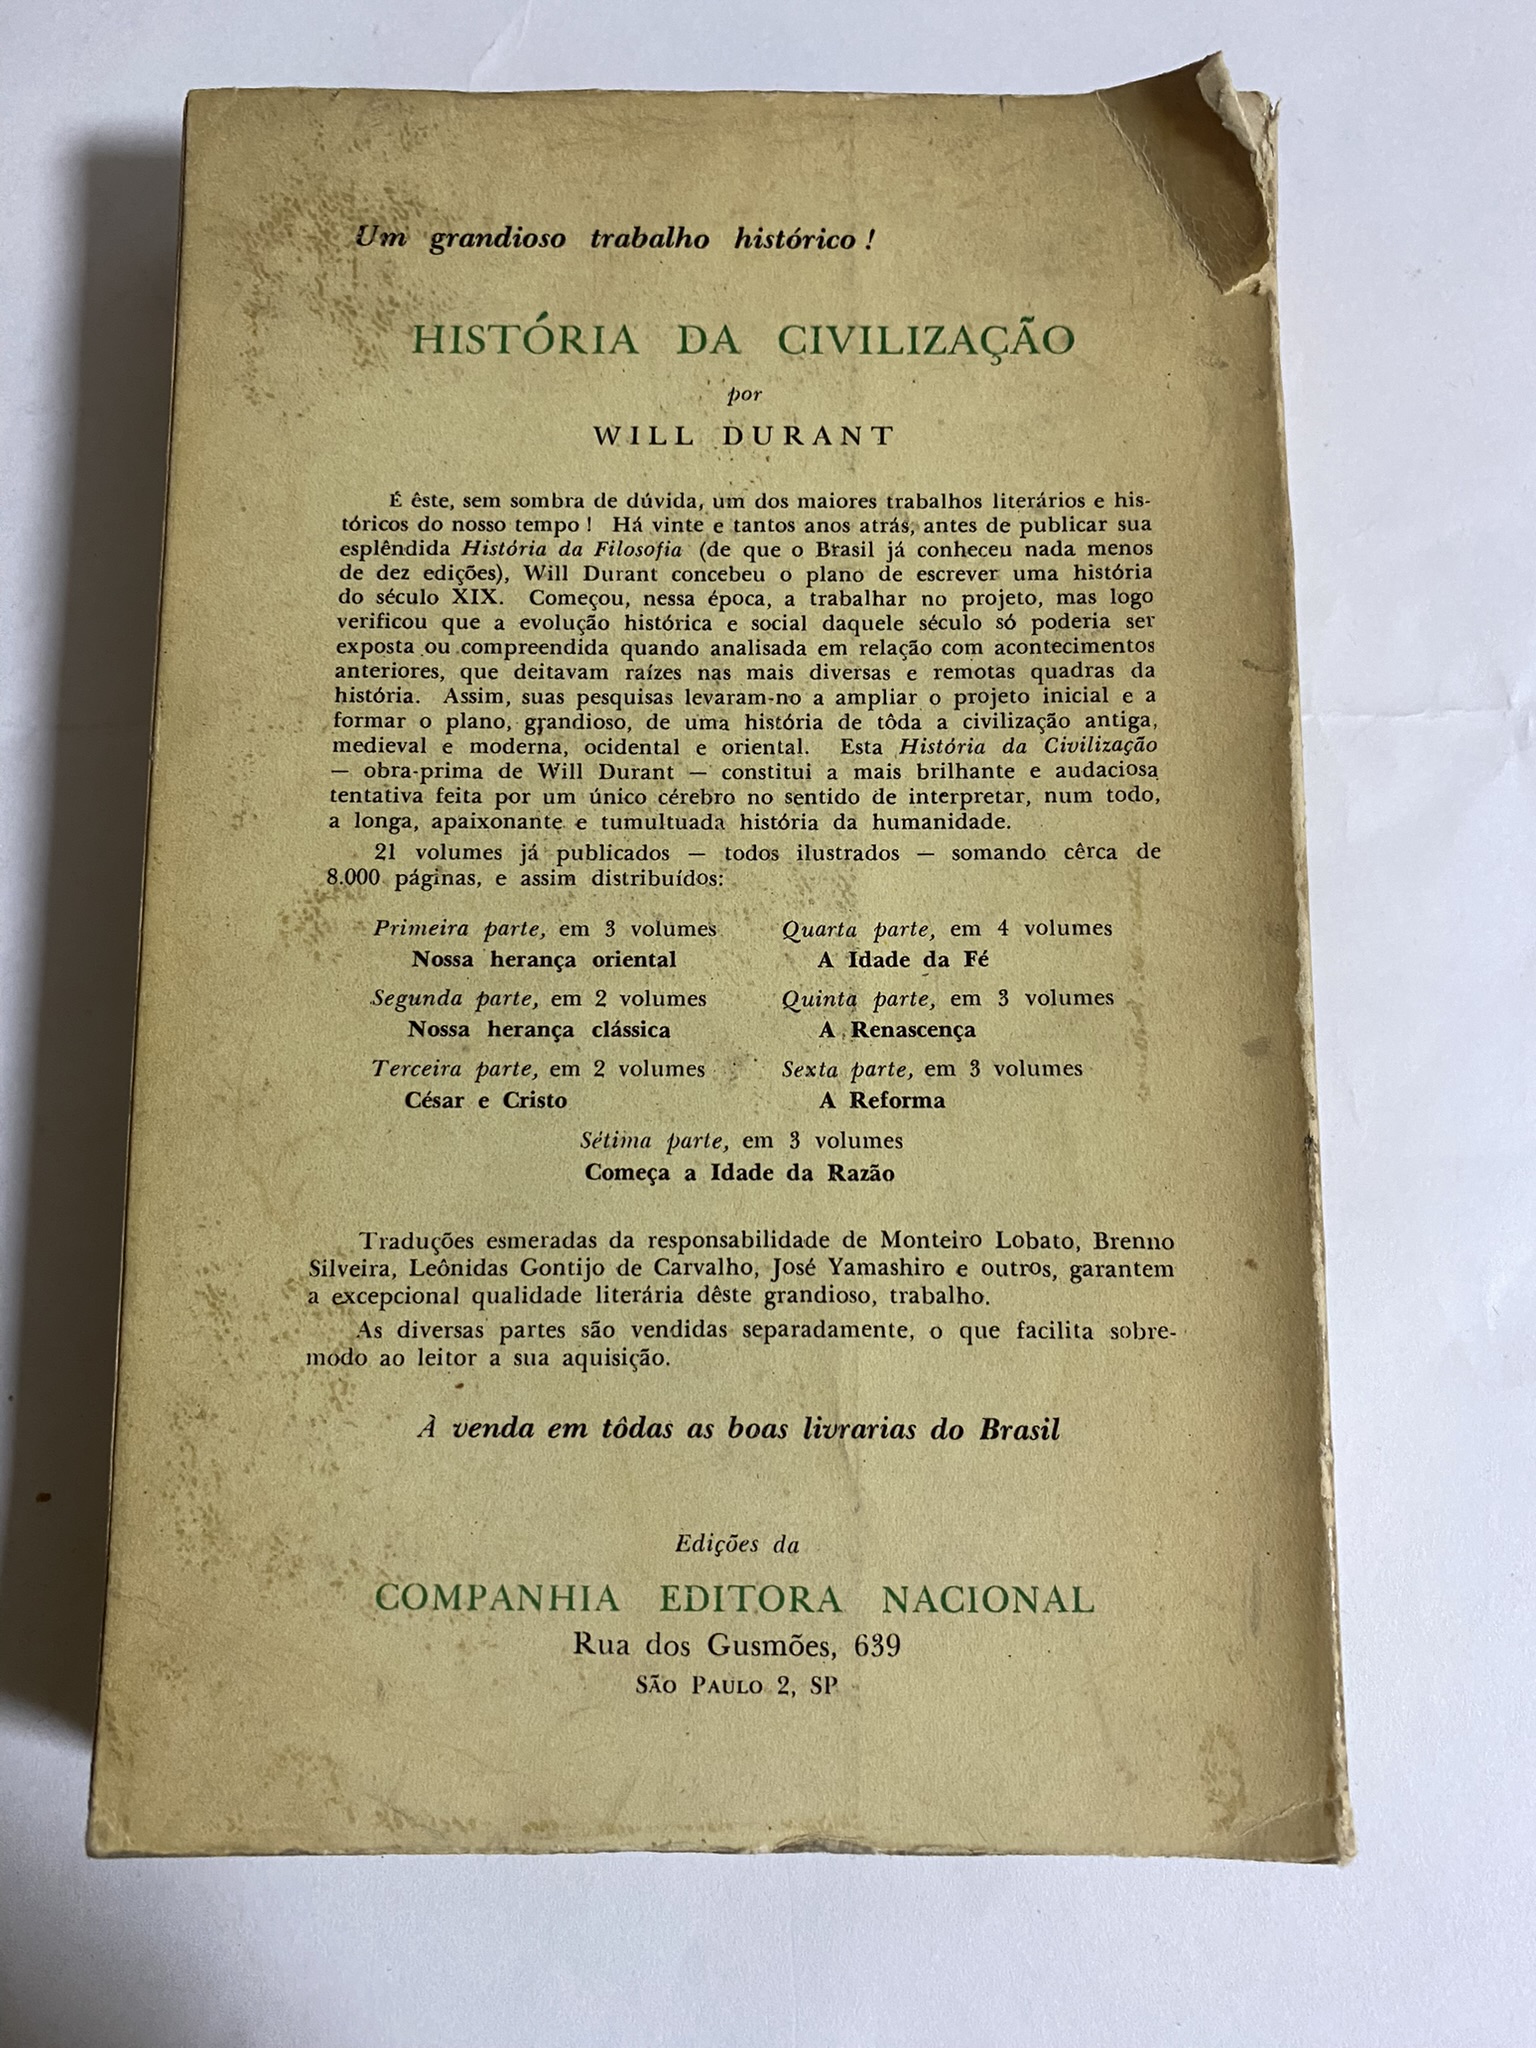 Um grandioso trabalho histórico !
HISTÓRIA DA CIVILIZAÇÃO
por
WILL DURANT
É êste, sem sombra de dúvida, um dos maiores trabalhos literários e his-
tóricos do nosso tempo ! Há vinte e tantos anos atrás, antes de publicar sua
esplêndida História da Filosofia (de que o Brasil já conheceu nada menos
de dez edições), Will Durant concebeu o plano de escrever uma história
do século XIX. Começou, nessa época, a trabalhar no projeto, mas logo
verificou que a evolução histórica e social daquele século só poderia ser
exposta ou compreendida quando analisada em relação com acontecimentos
anteriores, que deitavam raízes nas mais diversas e remotas quadras da
história. Assim, suas pesquisas levaram-no a ampliar o projeto inicial e a
formar o plano, grandioso, de uma história de tôda a civilização antiga,
medieval e moderna, ocidental e oriental. Esta História da Civilização
— obra-prima de Will Durant — constitui a mais brilhante e audaciosa
tentativa feita por um único cérebro no sentido de interpretar, num todo,
a longa, apaixonante e tumultuada história da humanidade.
21 volumes já publicados — todos ilustrados — somando cêrca de
8.000 páginas, e assim distribuídos:
Primeira parte, em 3 volumes
Nossa herança oriental
Segunda parte, em 2 volumes
Nossa herança clássica
Terceira parte, em 2 volumes
César e Cristo
Quarta parte, em 4 volumes
A Idade da Fé
Quinta parte, em 3 volumes
A Renascença
Sexta parte, em 3 volumes
A Reforma
Sétima parte, em 3 volumes
Começa a Idade da Razão
Traduções esmeradas da responsabilidade de Monteiro Lobato, Brenno
Silveira, Leônidas Gontijo de Carvalho, José Yamashiro e outros, garantem
a excepcional qualidade literária dêste grandioso, trabalho.
As diversas partes são vendidas separadamente, o que facilita sobre-
modo ao leitor a sua aquisição.
À venda em tôdas as boas livrarias do Brasil
Edições da
COMPANHIA EDITORA NACIONAL
Rua dos Gusmões, 639
SÃO PAULO 2, SP